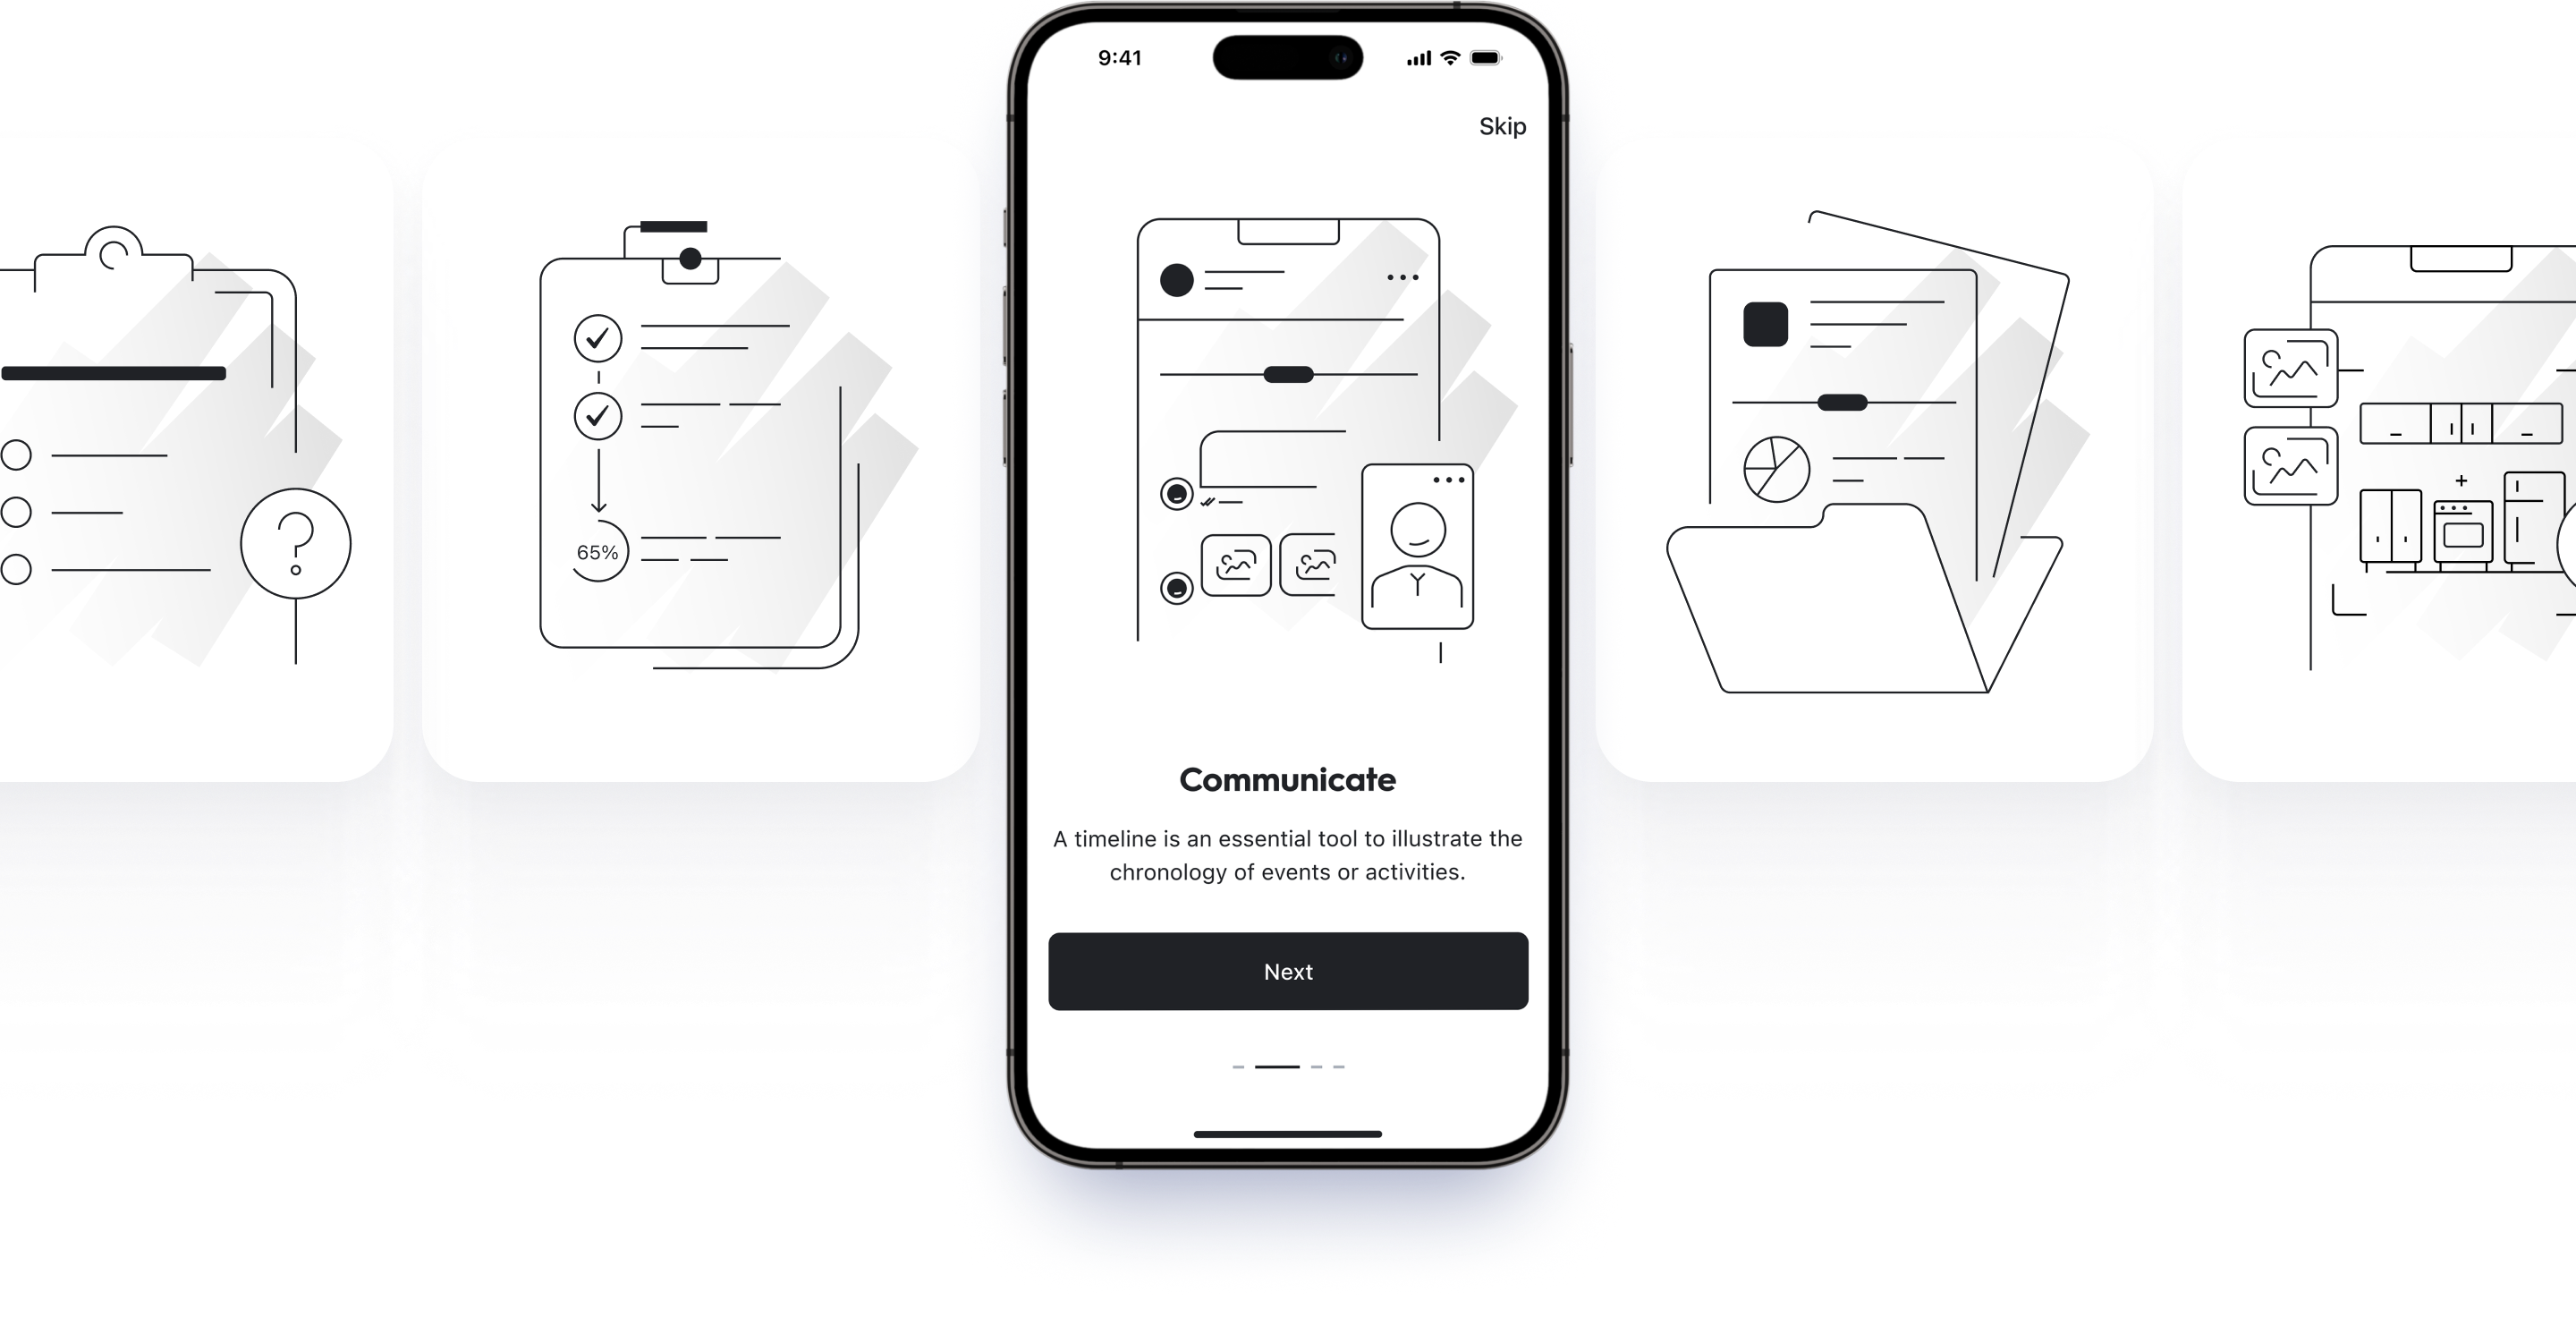 9:41
Skip
65%
Communicate
A timeline is an essential tool to illustrate the
chronology of events or activities.
Next